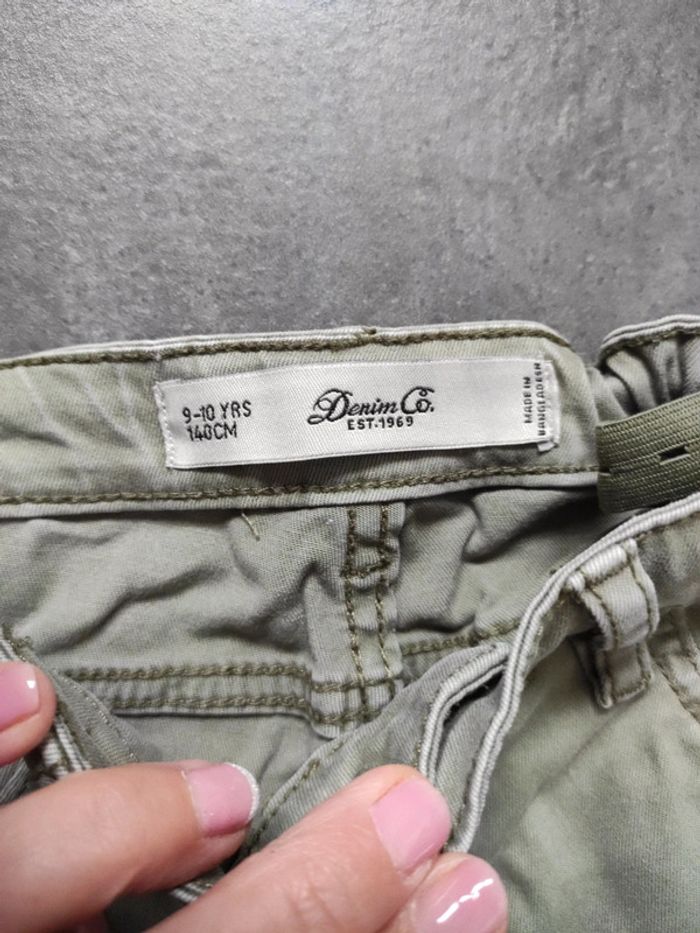 9-10 YRS
140CM
Denim Co.
EST.1969
MADE IN
BANGLADESH